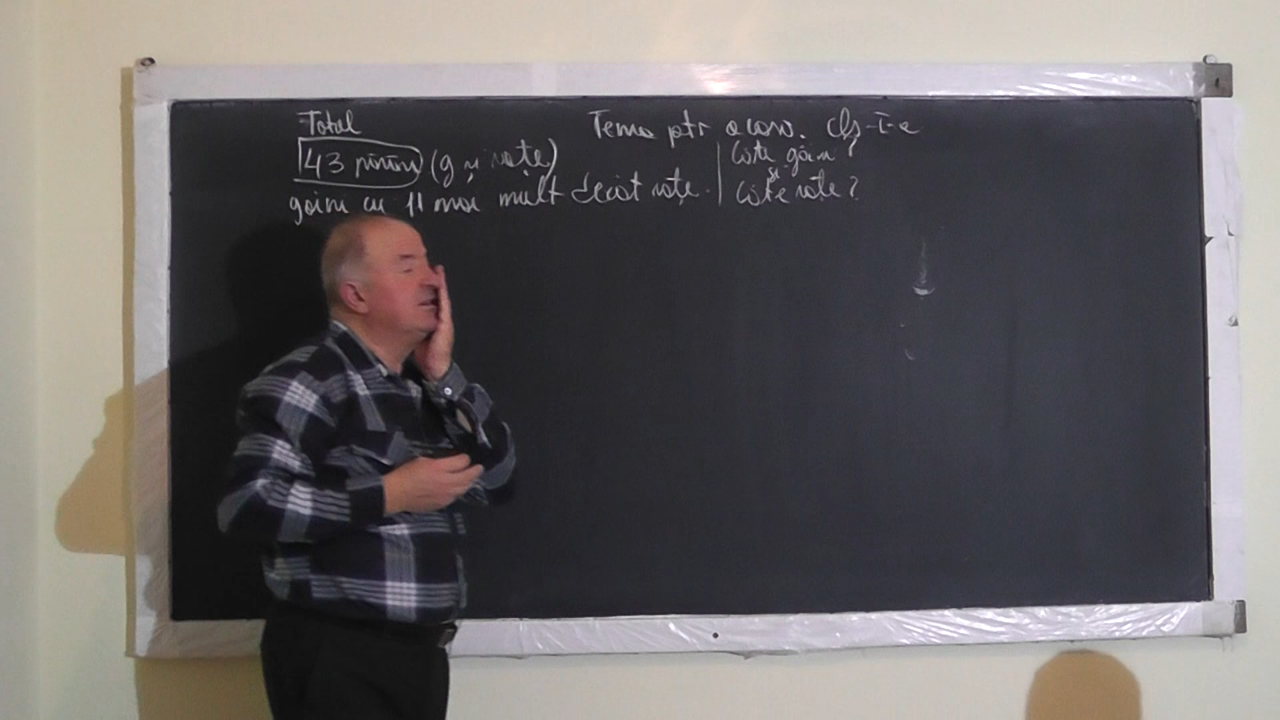 Total
Tema ptr acasă. cls-I-a
43 păsări (g și rațe)
găini cu 11 mai mult decât rațe.
Câte găini?
și
Câte rațe?